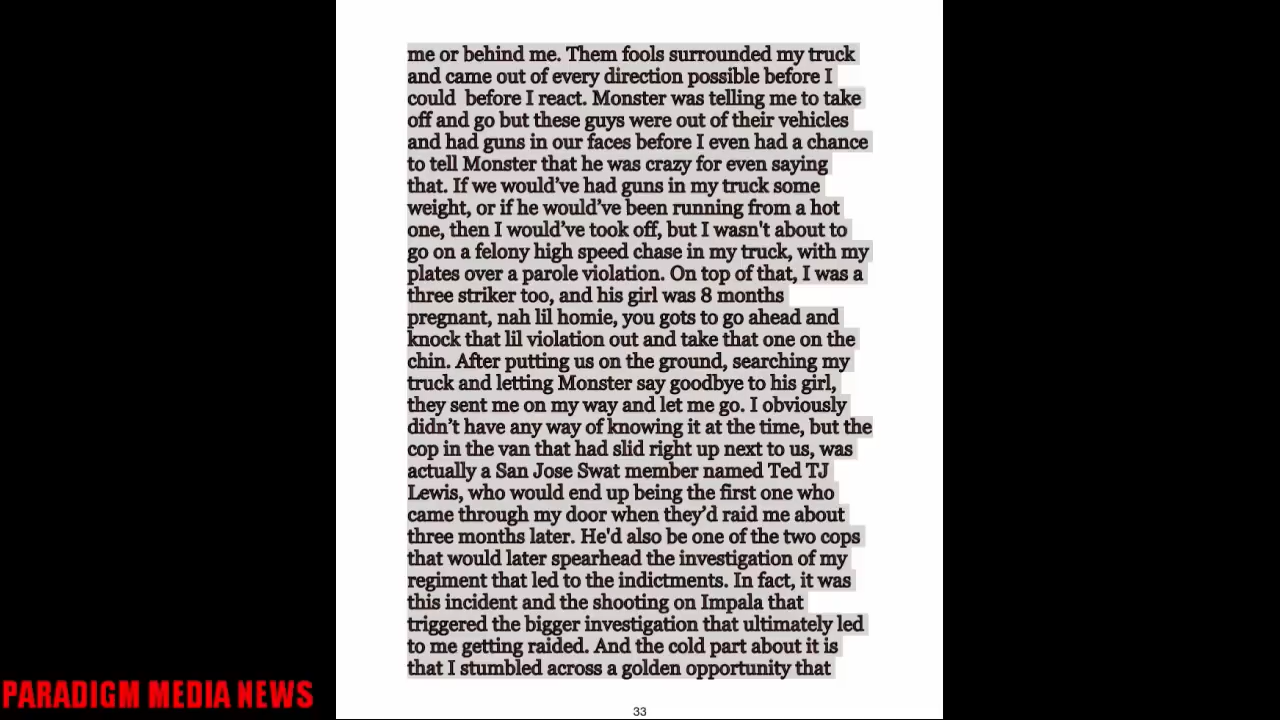 me or behind me. Them fools surrounded my truck
and came out of every direction possible before I
could  before I react. Monster was telling me to take
off and go but these guys were out of their vehicles
and had guns in our faces before I even had a chance
to tell Monster that he was crazy for even saying
that. If we would’ve had guns in my truck some
weight, or if he would’ve been running from a hot
one, then I would’ve took off, but I wasn't about to
go on a felony high speed chase in my truck, with my
plates over a parole violation. On top of that, I was a
three striker too, and his girl was 8 months
pregnant, nah lil homie, you gots to go ahead and
knock that lil violation out and take that one on the
chin. After putting us on the ground, searching my
truck and letting Monster say goodbye to his girl,
they sent me on my way and let me go. I obviously
didn’t have any way of knowing it at the time, but the
cop in the van that had slid right up next to us, was
actually a San Jose Swat member named Ted TJ
Lewis, who would end up being the first one who
came through my door when they’d raid me about
three months later. He'd also be one of the two cops
that would later spearhead the investigation of my
regiment that led to the indictments. In fact, it was
this incident and the shooting on Impala that
triggered the bigger investigation that ultimately led
to me getting raided. And the cold part about it is
that I stumbled across a golden opportunity that
33
PARADIGM MEDIA NEWS